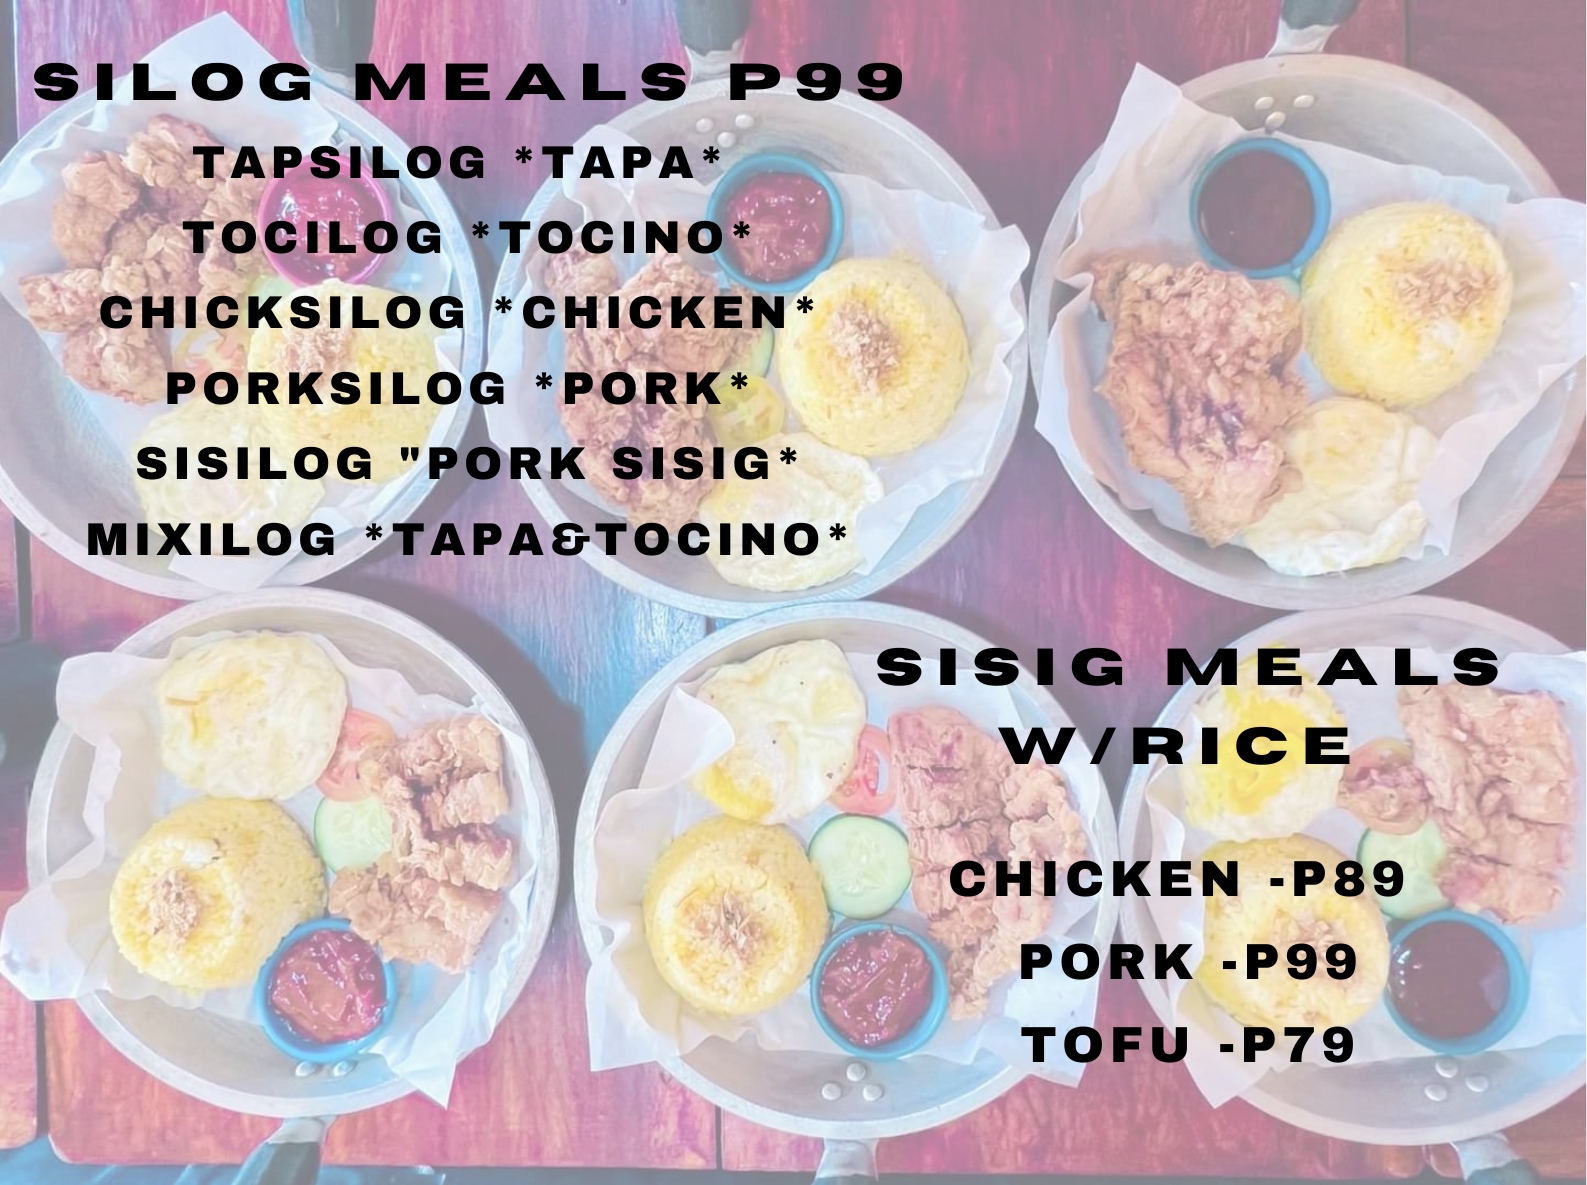 SILOG MEALS P99
TAPSILOG *TAPA*
TOCILOG *TOCINO*
CHICKSILOG *CHICKEN*
PORKSILOG *PORK*
SISILOG "PORK SISIG*
MIXILOG *TAPA&TOCINO*
SISIG MEALS
W/RICE
CHICKEN -P89
PORK -P99
TOFU -P79